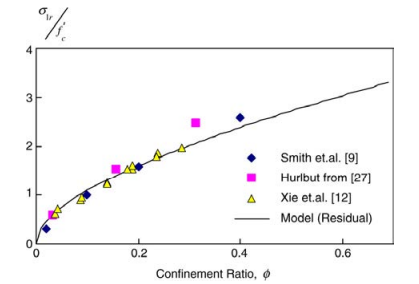 σ1r / f'c
4
3
2
1
0
0
0.2
0.4
0.6
Smith et.al. [9]
Hurlbut from [27]
Xie et.al. [12]
Model (Residual)
Confinement Ratio, ϕ